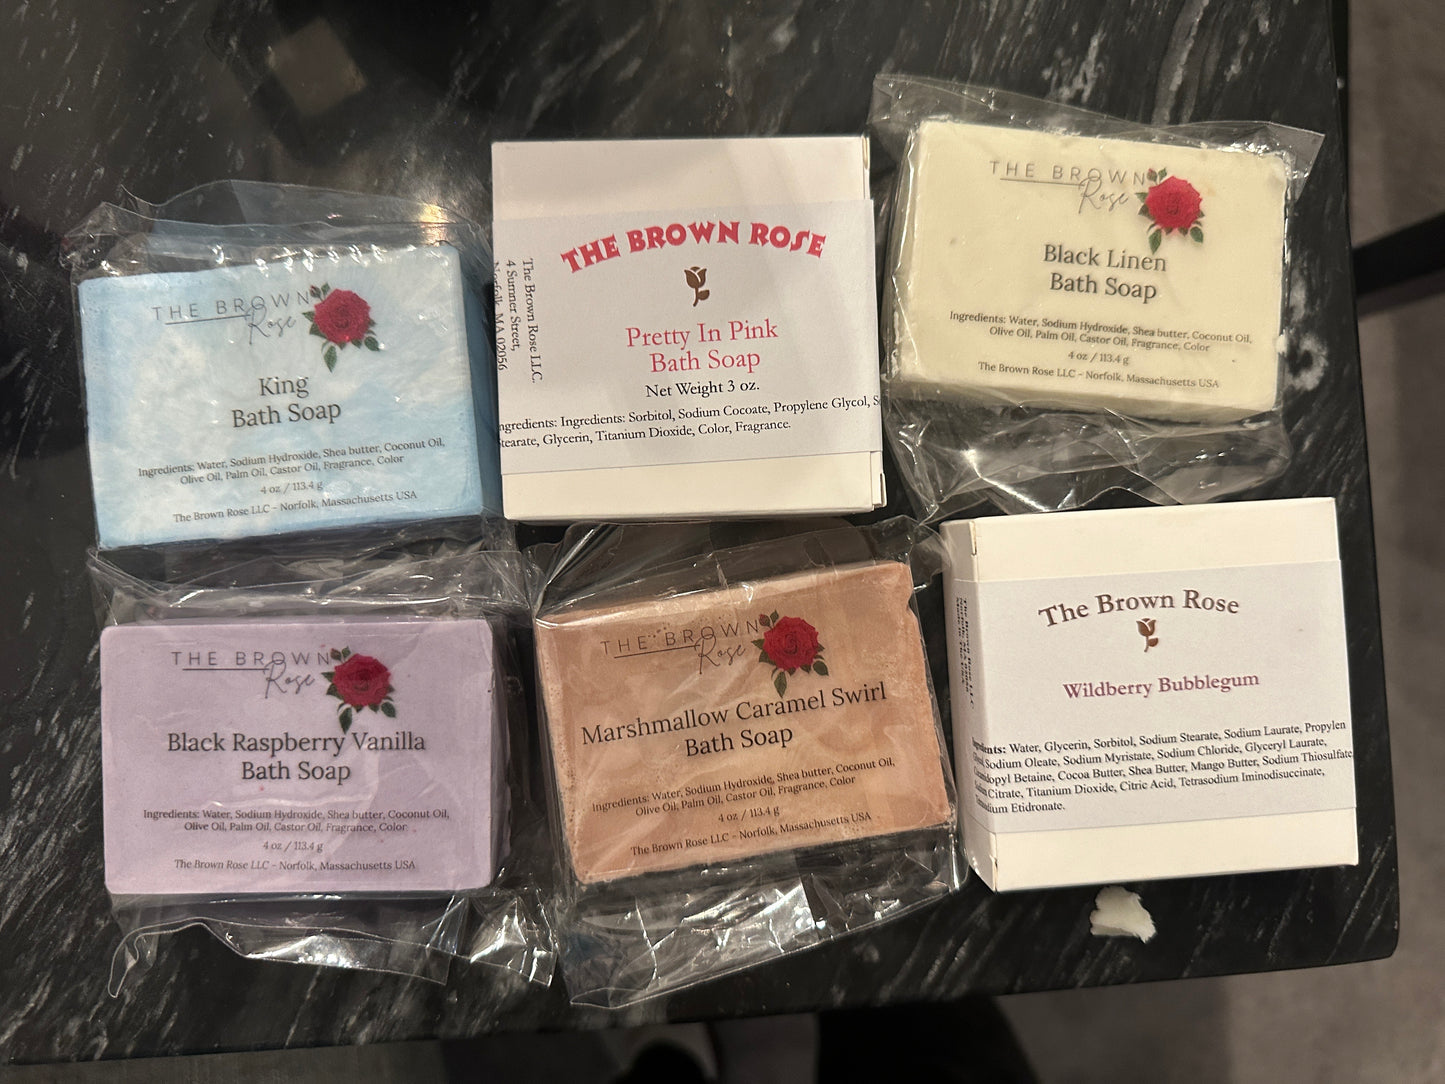 THE BROWN
Rose
King
Bath Soap
Ingredients: Water, Sodium Hydroxide, Shea butter, Coconut Oil,
Olive Oil, Palm Oil, Castor Oil, Fragrance, Color
4 oz / 113.4 g
The Brown Rose LLC - Norfolk, Massachusetts USA
The Brown Rose LLC.
4 Summer Street,
Norfolk, MA 02056
THE BROWN ROSE
Pretty In Pink
Bath Soap
Net Weight 3 oz.
ngredients: Ingredients: Sorbitol, Sodium Cocoate, Propylene Glycol, S
tearate, Glycerin, Titanium Dioxide, Color, Fragrance.
THE BROWN
Rose
Black Linen
Bath Soap
Ingredients: Water, Sodium Hydroxide, Shea butter, Coconut Oil,
Olive Oil, Palm Oil, Castor Oil, Fragrance, Color
4 oz / 113.4 g
The Brown Rose LLC - Norfolk, Massachusetts USA
THE BROWN
Rose
Black Raspberry Vanilla
Bath Soap
Ingredients: Water, Sodium Hydroxide, Shea butter, Coconut Oil,
Olive Oil, Palm Oil, Castor Oil, Fragrance, Color
4 oz / 113.4 g
The Brown Rose LLC - Norfolk, Massachusetts USA
THE BROWN
Rose
Marshmallow Caramel Swirl
Bath Soap
Ingredients: Water, Sodium Hydroxide, Shea butter, Coconut Oil,
Olive Oil, Palm Oil, Castor Oil, Fragrance, Color
4 oz / 113.4 g
The Brown Rose LLC - Norfolk, Massachusetts USA
The Brown Rose
Wildberry Bubblegum
edients: Water, Glycerin, Sorbitol, Sodium Stearate, Sodium Laurate, Propylen
Sodium Oleate, Sodium Myristate, Sodium Chloride, Glyceryl Laurate,
Betaine, Cocoa Butter, Shea Butter, Mango Butter, Sodium Thiosulfate,
Citrate, Titanium Dioxide, Citric Acid, Tetrasodium Iminodisuccinate,
Etidronate.